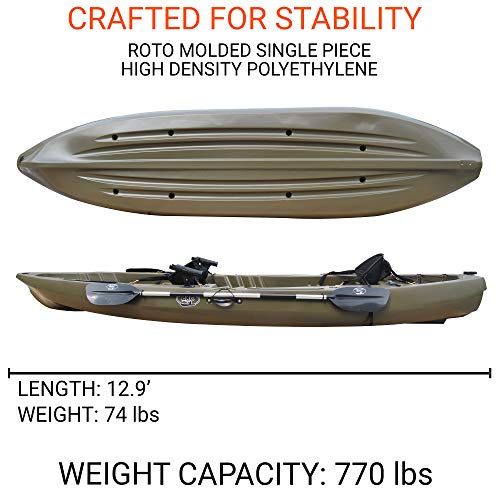 CRAFTED FOR STABILITY
ROTO MOLDED SINGLE PIECE
HIGH DENSITY POLYETHYLENE
LENGTH: 12.9’
WEIGHT: 74 lbs
WEIGHT CAPACITY: 770 lbs